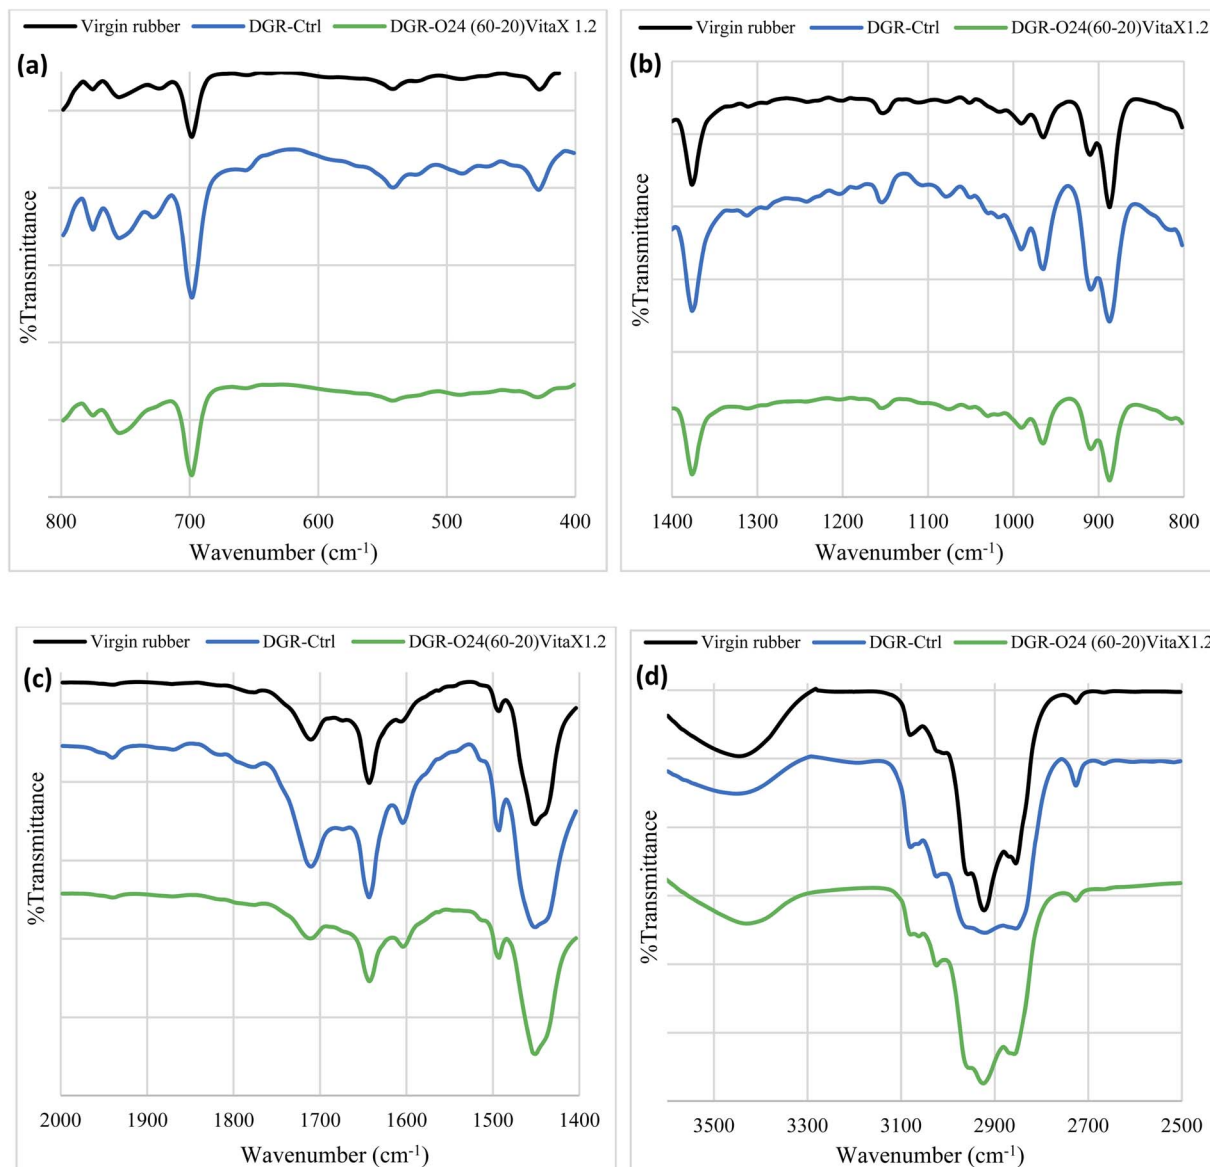 Virgin rubber DGR-Ctrl DGR-O24 (60-20)VitaX 1.2
(a)
%Transmittance
800 700 600 500 400
Wavenumber (cm-1)
Virgin rubber DGR-Ctrl DGR-O24(60-20)VitaX1.2
(b)
%Transmittance
1400 1300 1200 1100 1000 900 800
Wavenumber (cm-1)
Virgin rubber DGR-Ctrl DGR-O24(60-20)VitaX1.2
(c)
%Transmittance
2000 1900 1800 1700 1600 1500 1400
Wavenumber (cm-1)
Virgin rubber DGR-Ctrl DGR-O24 (60-20)VitaX1.2
(d)
%Transmittance
3500 3300 3100 2900 2700 2500
Wavenumber (cm-1)